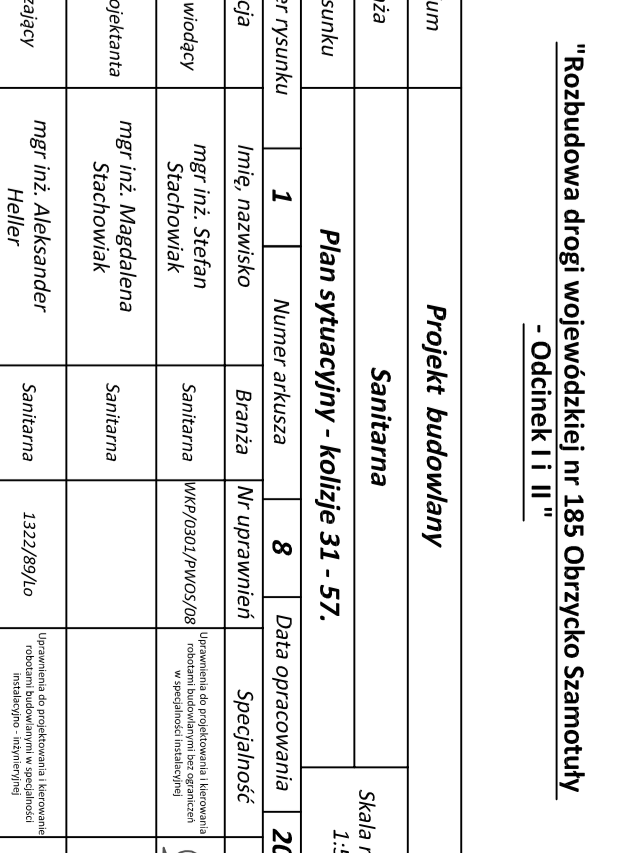 "Rozbudowa drogi wojewódzkiej nr 185 Obrzycko Szamotuły
- Odcinek I i II"
Projekt budowlany
Sanitarna
Plan sytuacyjny - kolizje 31 - 57.
1
Numer arkusza
8
Data opracowania
Imię, nazwisko
Branża
Nr uprawnień
Specjalność
wiodący
mgr inż. Stefan
Stachowiak
Sanitarna
WKP/0301/PWOS/08
Uprawnienia do projektowania i kierowania
robotami budowlanymi bez ograniczeń
w specjalności instalacyjnej
mgr inż. Magdalena
Stachowiak
Sanitarna
mgr inż. Aleksander
Heller
Sanitarna
1322/89/Lo
Uprawnienia do projektowania i kierowanie
robotami budowlanymi w specjalności
instalacyjno - inżynieryjnej
Skala